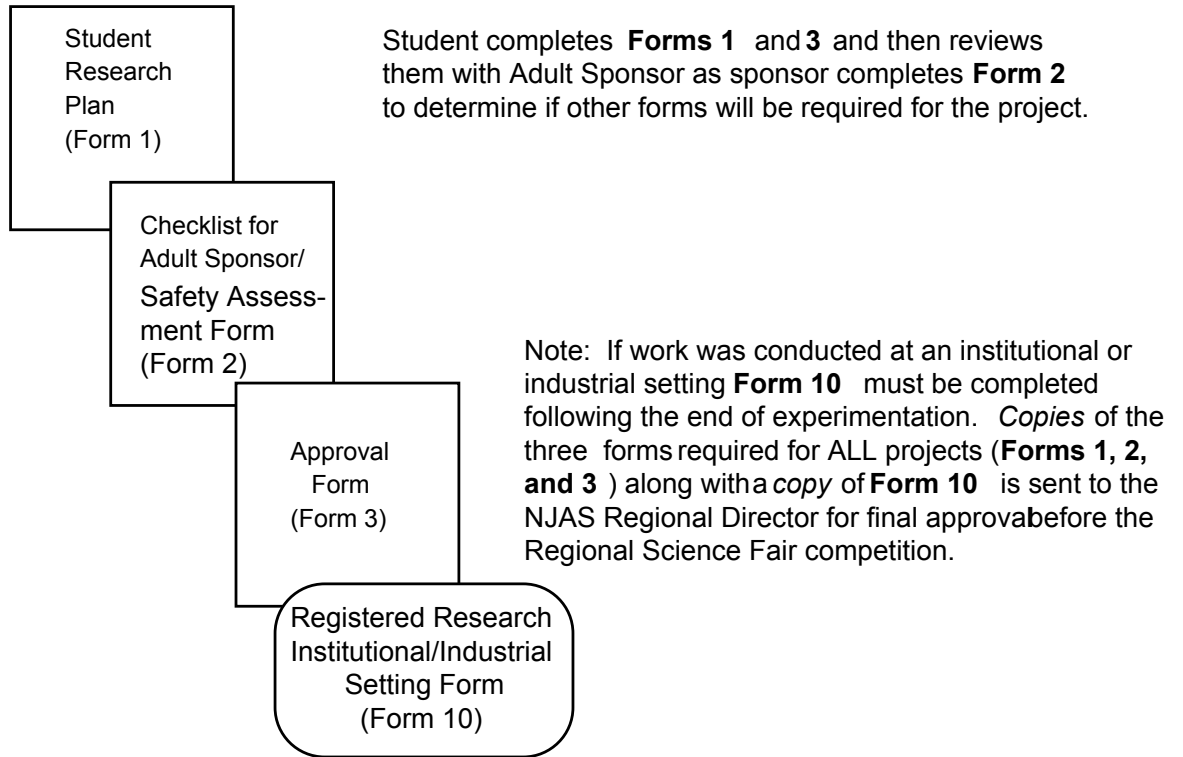 Student
Research
Plan
(Form 1)
Student completes Forms 1 and 3 and then reviews
them with Adult Sponsor as sponsor completes Form 2
to determine if other forms will be required for the project.
Checklist for
Adult Sponsor/
Safety Assess-
ment Form
(Form 2)
Approval
Form
(Form 3)
Note: If work was conducted at an institutional or
industrial setting Form 10 must be completed
following the end of experimentation. Copies of the
three forms required for ALL projects (Forms 1, 2,
and 3 ) along with a copy of Form 10 is sent to the
NJAS Regional Director for final approval before the
Regional Science Fair competition.
Registered Research
Institutional/Industrial
Setting Form
(Form 10)